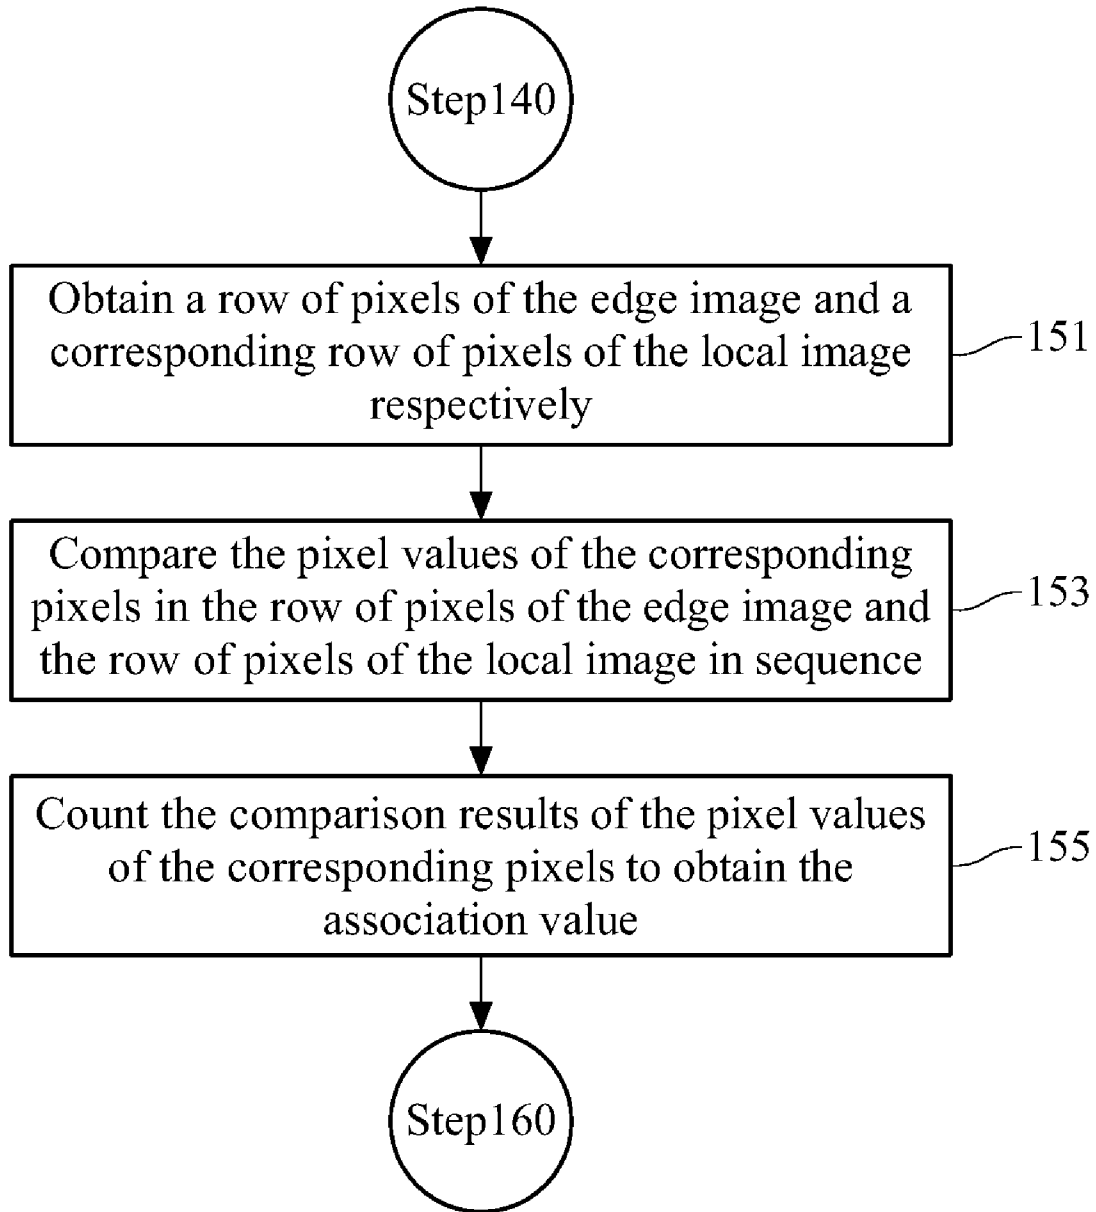 Step140
Obtain a row of pixels of the edge image and a
corresponding row of pixels of the local image
respectively
151
Compare the pixel values of the corresponding
pixels in the row of pixels of the edge image and
the row of pixels of the local image in sequence
153
Count the comparison results of the pixel values
of the corresponding pixels to obtain the
association value
155
Step160